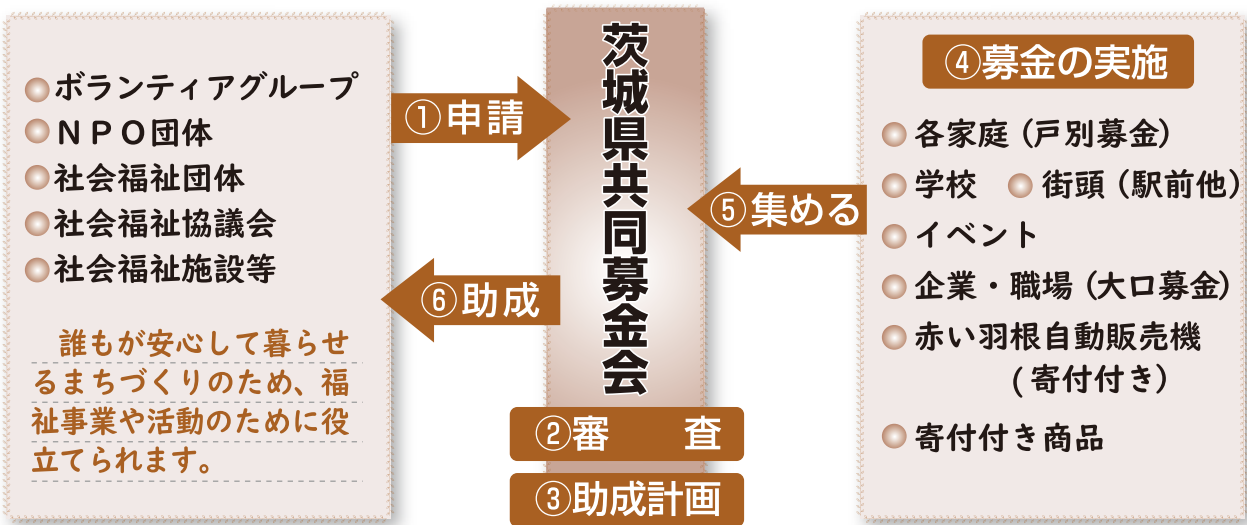 ボランティアグループ
ＮＰＯ団体
社会福祉団体
社会福祉協議会
社会福祉施設等
誰もが安心して暮らせ
るまちづくりのため、福
祉事業や活動のために役
立てられます。
①申請
⑥助成
茨城県共同募金会
②審　査
③助成計画
⑤集める
④募金の実施
各家庭（戸別募金）
学校　街頭（駅前他）
イベント
企業・職場（大口募金）
赤い羽根自動販売機
（寄付付き）
寄付付き商品